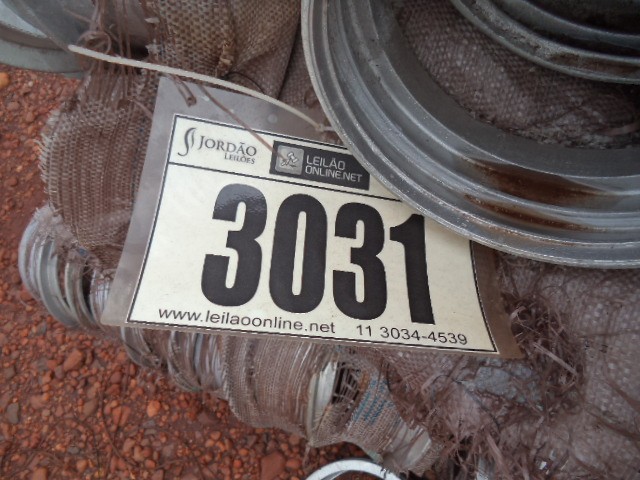 JORDÃO
LEILÕES
LEILÃO
ONLINE.NET
3031
www.leilaoonline.net 11 3034-4539